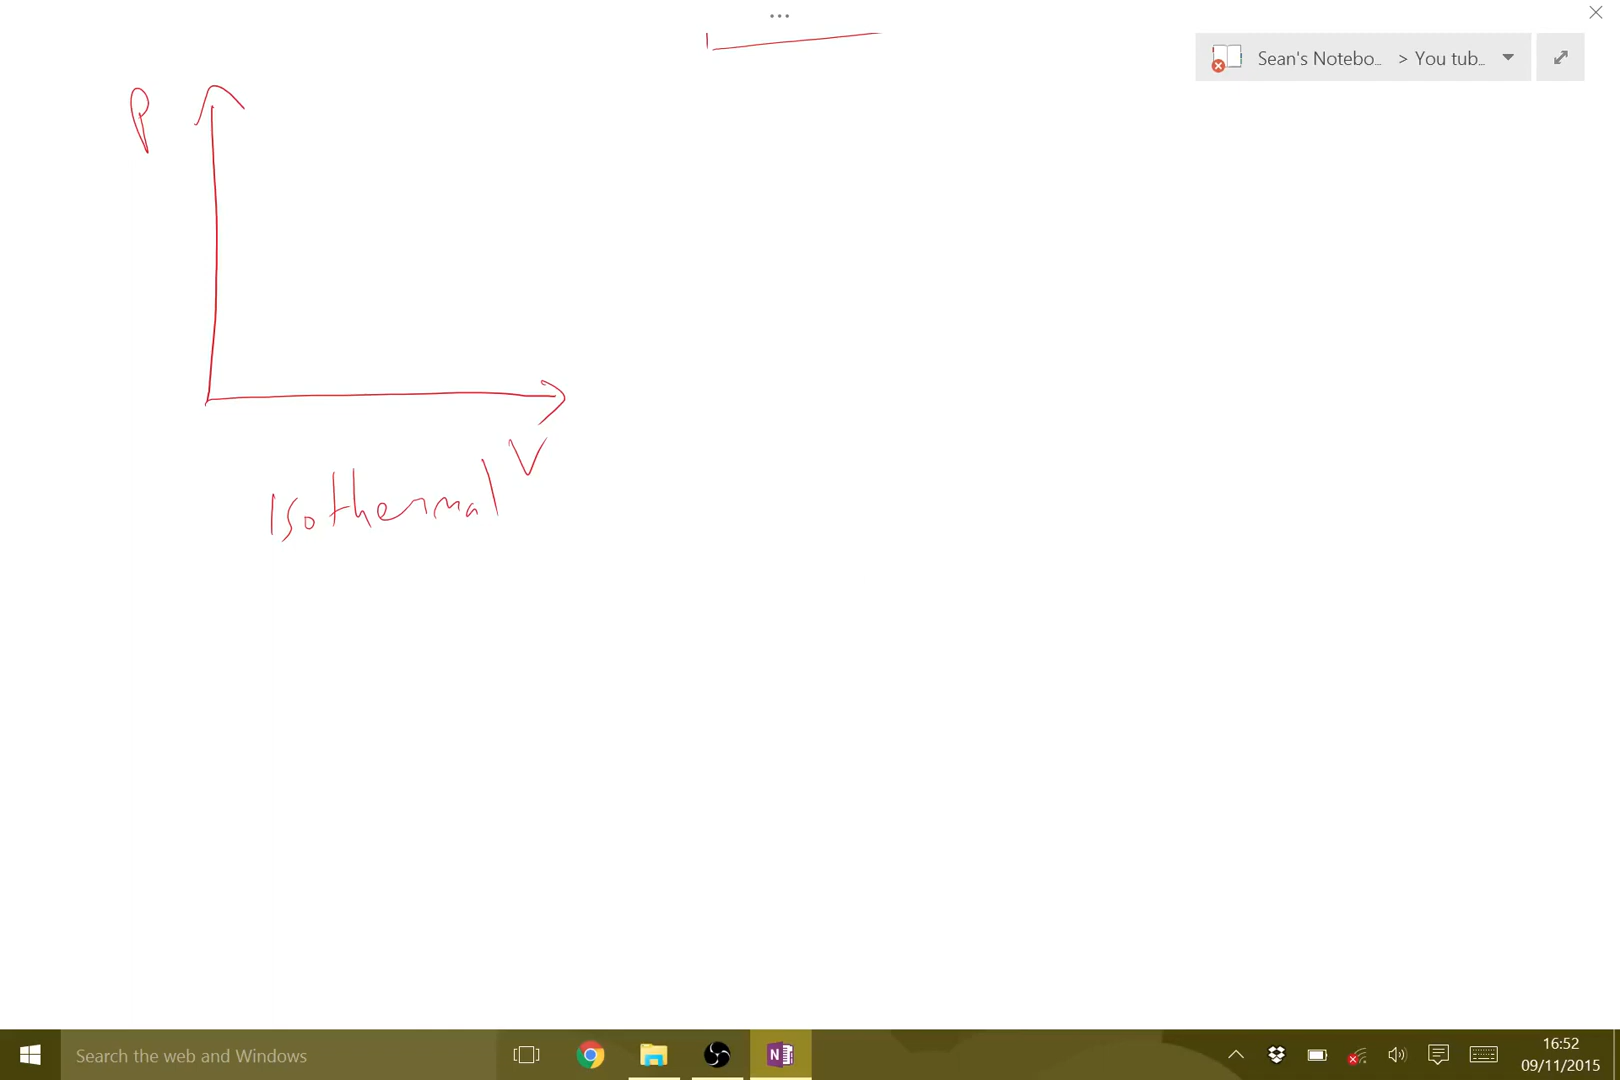 ...
Sean's Notebo... > You tub...
P
V
Isothermal
Search the web and Windows
16:52
09/11/2015